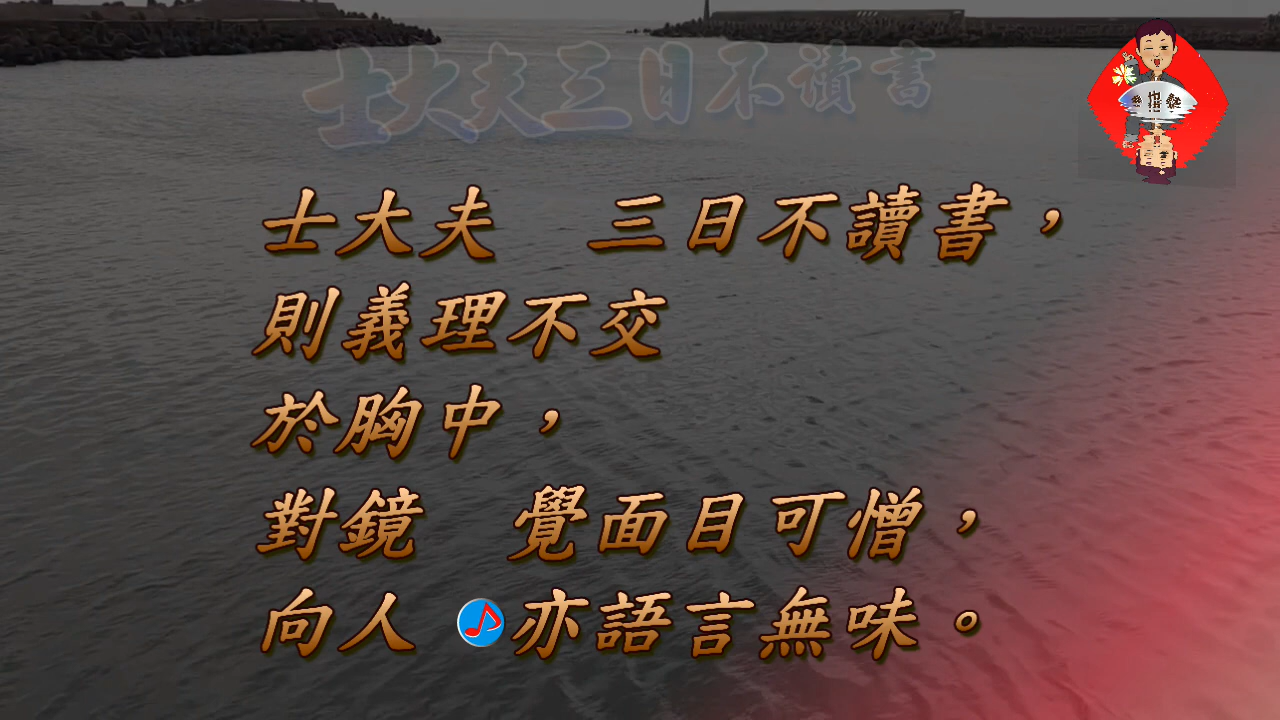 士大夫三日不讀書
士大夫　三日不讀書，
則義理不交
於胸中，
對鏡　覺面目可憎，
向人　亦語言無味。